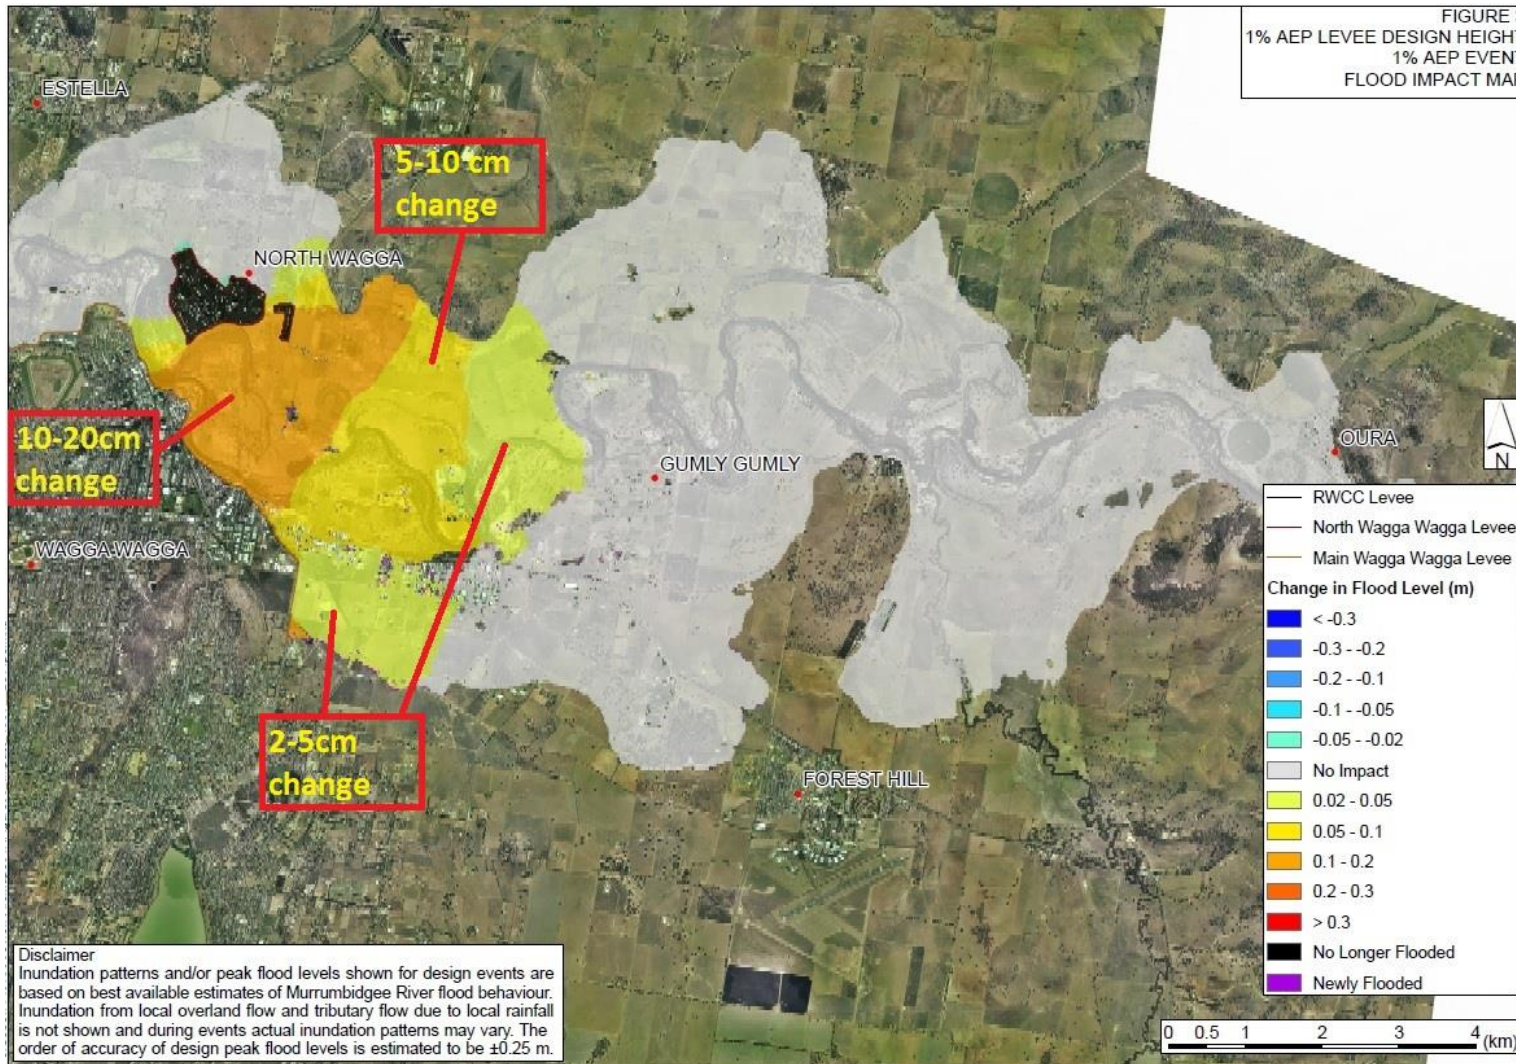 FIGURE
1% AEP LEVEE DESIGN HEIGHT
1% AEP EVENT
FLOOD IMPACT MAP
ESTELLA
5-10 cm
change
NORTH WAGGA
10-20cm
change
GUMLY GUMLY
OURA
N
WAGGA-WAGGA
2-5cm
change
FOREST HILL
RWCC Levee
North Wagga Wagga Levee
Main Wagga Wagga Levee
Change in Flood Level (m)
< -0.3
-0.3 - -0.2
-0.2 - -0.1
-0.1 - -0.05
-0.05 - -0.02
No Impact
0.02 - 0.05
0.05 - 0.1
0.1 - 0.2
0.2 - 0.3
> 0.3
No Longer Flooded
Newly Flooded
0 0.5 1 2 3 4 (km)
Disclaimer
Inundation patterns and/or peak flood levels shown for design events are
based on best available estimates of Murrumbidgee River flood behaviour.
Inundation from local overland flow and tributary flow due to local rainfall
is not shown and during events actual inundation patterns may vary. The
order of accuracy of design peak flood levels is estimated to be ±0.25 m.